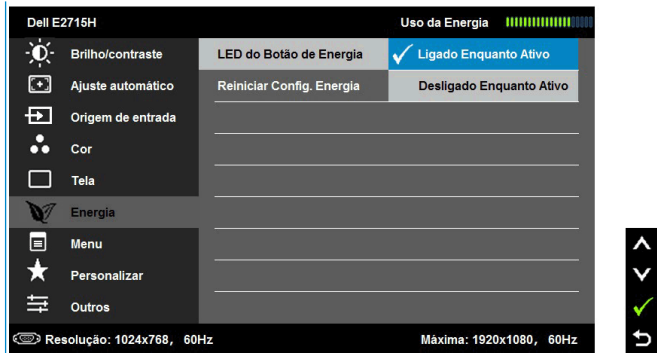 Dell E2715H Uso da Energia
Brilho/contraste LED do Botão de Energia Ligado Enquanto Ativo
Ajuste automático Reiniciar Config. Energia Desligado Enquanto Ativo
Origem de entrada
Cor
Tela
Energia
Menu
Personalizar
Outros
Resolução: 1024x768, 60Hz Máxima: 1920x1080, 60Hz